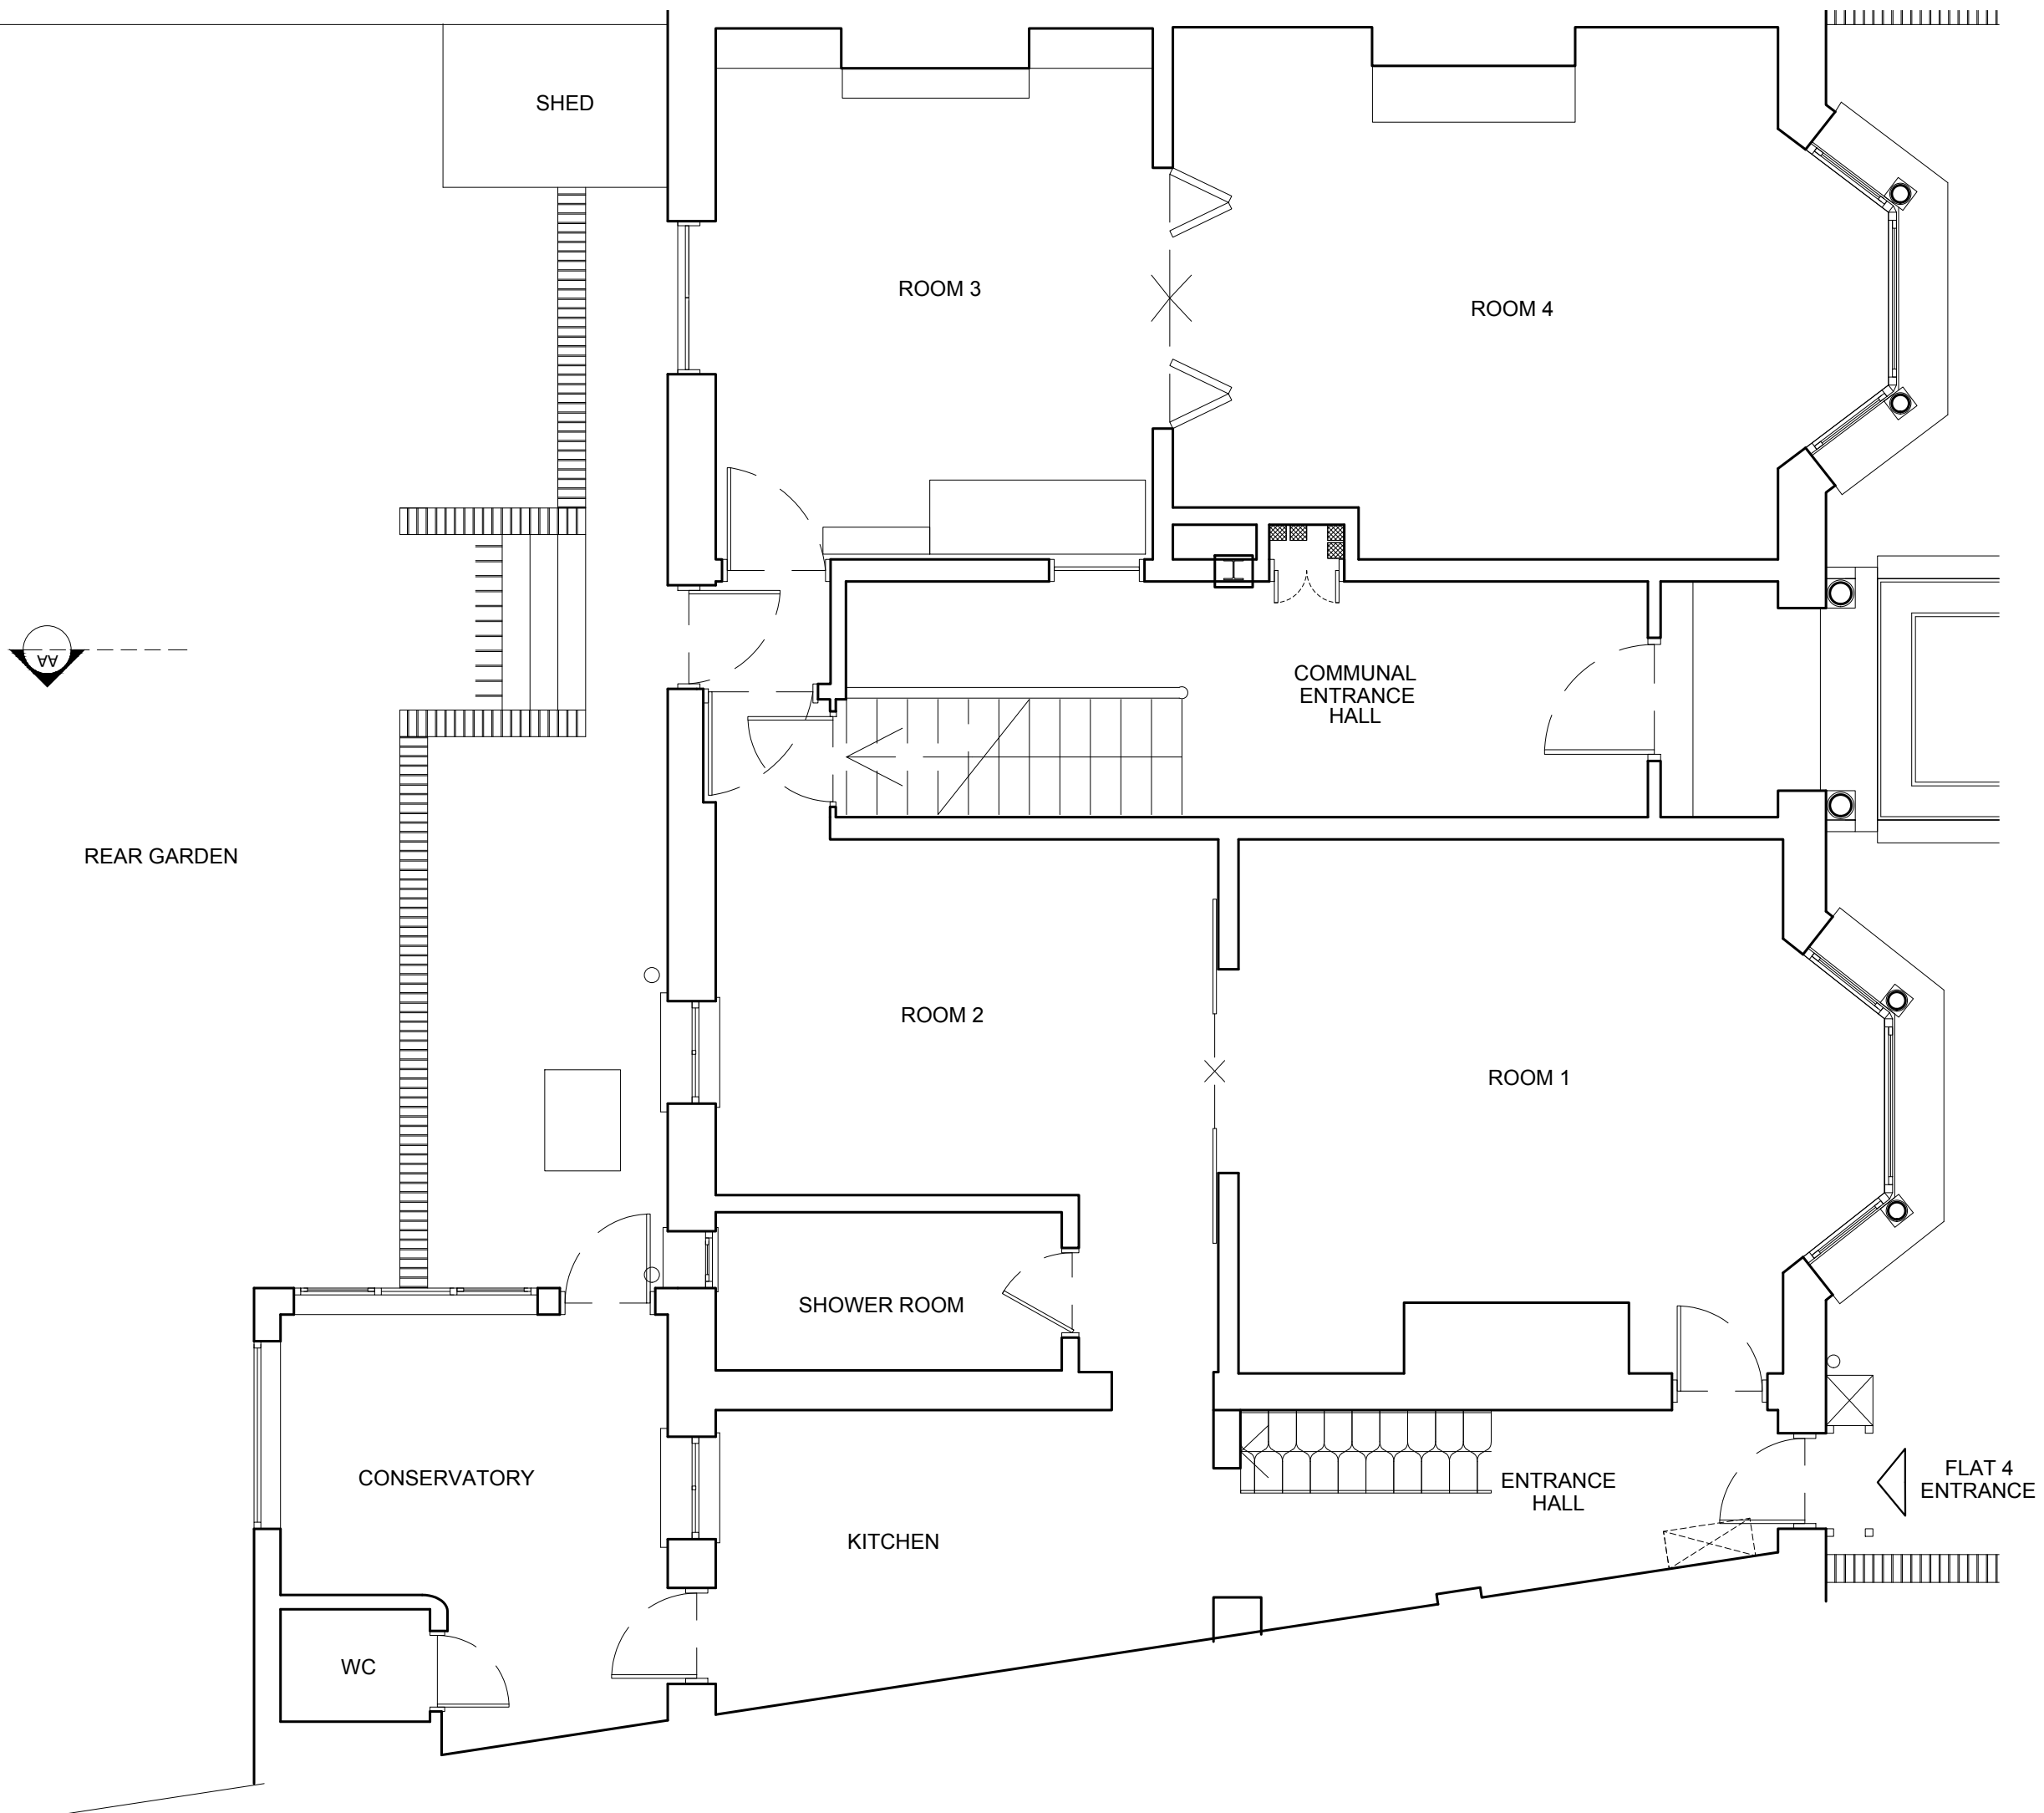 SHED
ROOM 3
ROOM 4
AA
COMMUNAL
ENTRANCE
HALL
REAR GARDEN
ROOM 2
ROOM 1
SHOWER ROOM
CONSERVATORY
KITCHEN
ENTRANCE
HALL
FLAT 4
ENTRANCE
WC